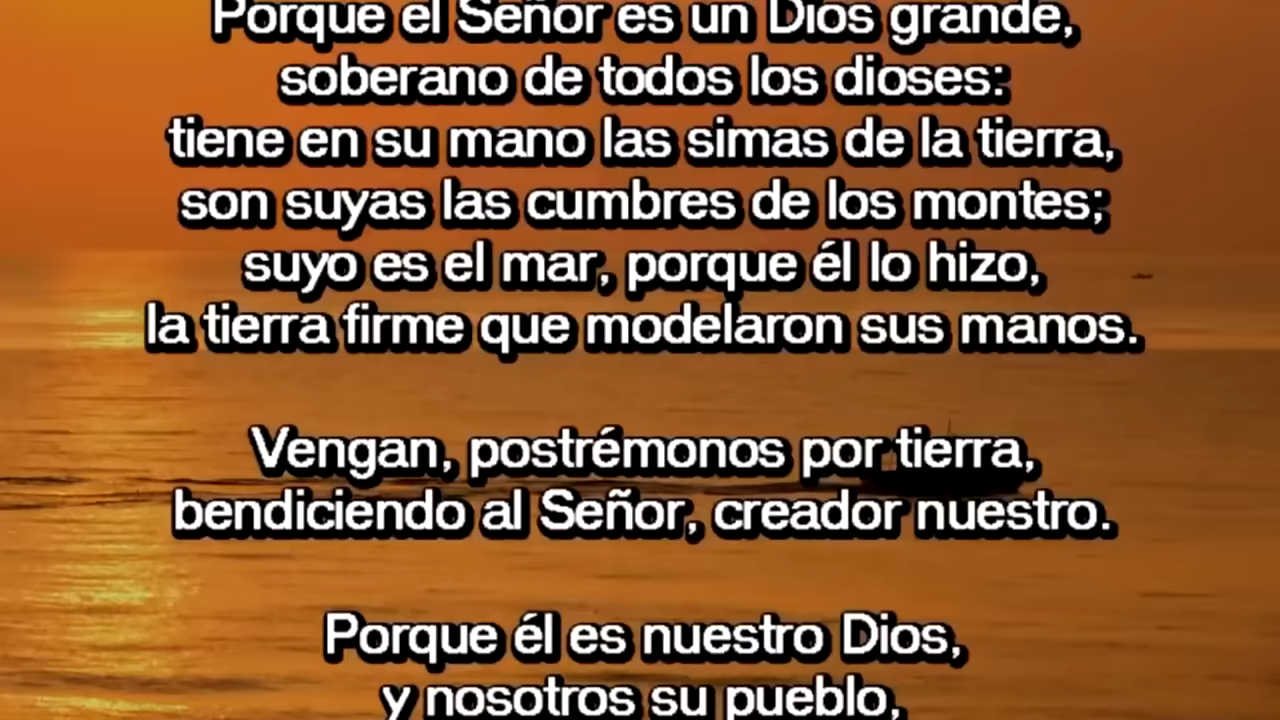 Porque el Señor es un Dios grande,
soberano de todos los dioses:
tiene en su mano las simas de la tierra,
son suyas las cumbres de los montes;
suyo es el mar, porque él lo hizo,
la tierra firme que modelaron sus manos.
Vengan, postrémonos por tierra,
bendiciendo al Señor, creador nuestro.
Porque él es nuestro Dios,
y nosotros su pueblo,